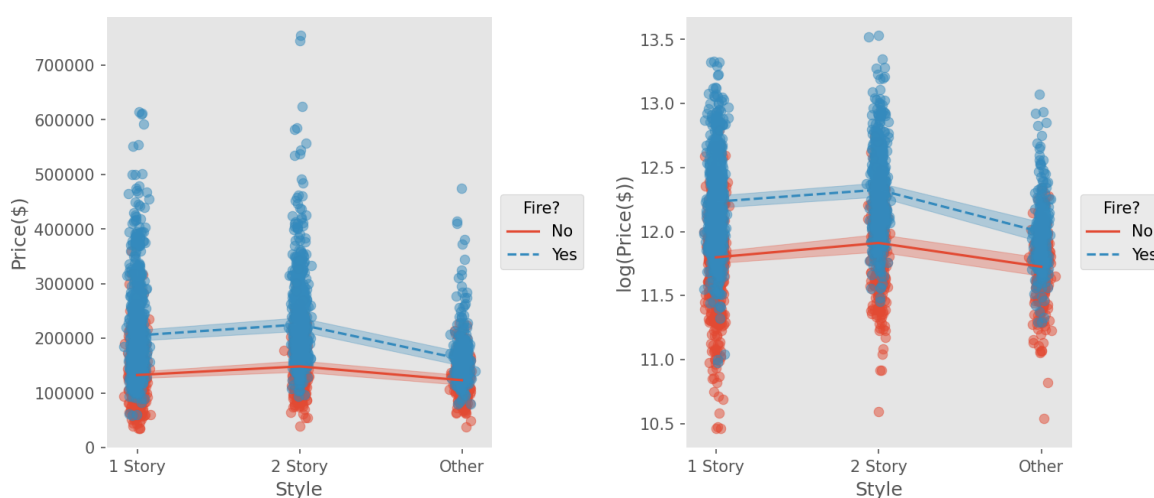 700000
600000
500000
400000
300000
200000
100000
0
Price($)
1 Story
2 Story
Other
Style
Fire?
No
Yes
13.5
13.0
12.5
12.0
11.5
11.0
10.5
log(Price($))
1 Story
2 Story
Other
Style
Fire?
No
Yes